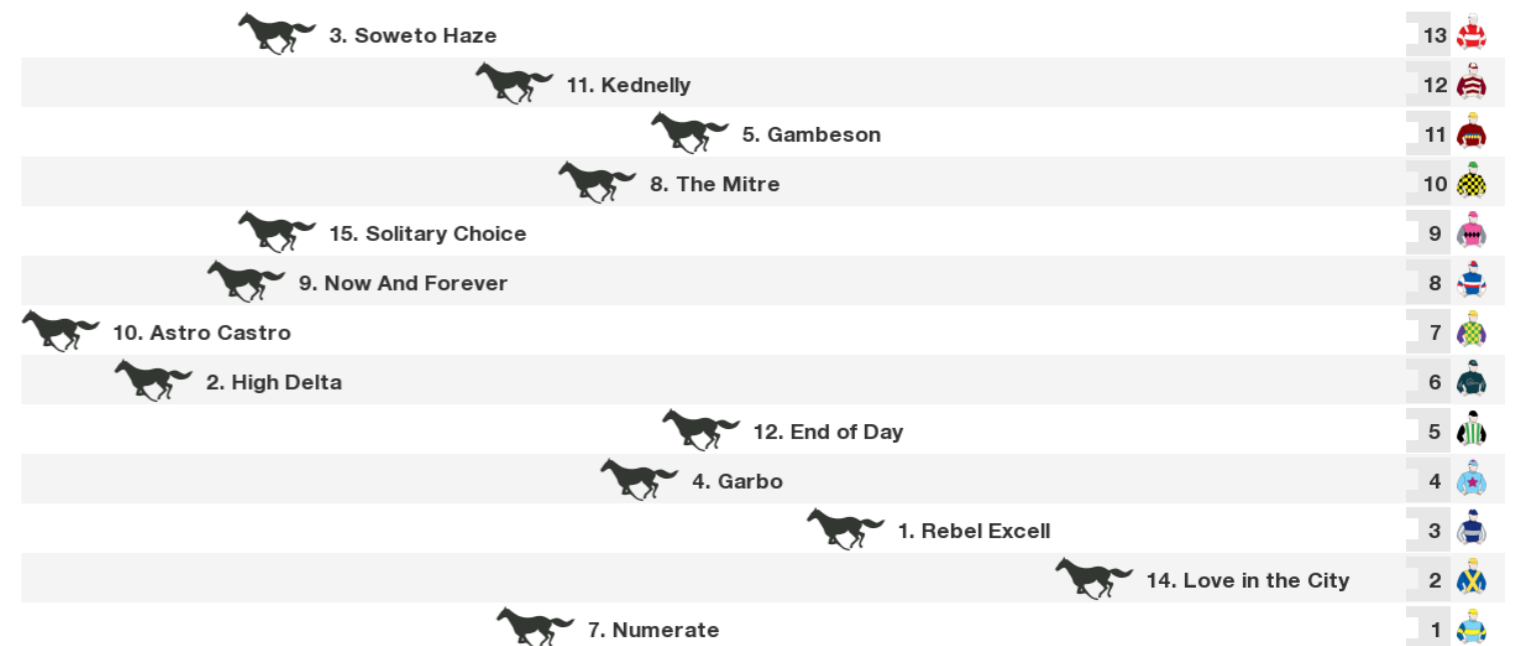 3. Soweto Haze 13
11. Kednelly 12
5. Gambeson 11
8. The Mitre 10
15. Solitary Choice 9
9. Now And Forever 8
10. Astro Castro 7
2. High Delta 6
12. End of Day 5
4. Garbo 4
1. Rebel Excell 3
14. Love in the City 2
7. Numerate 1